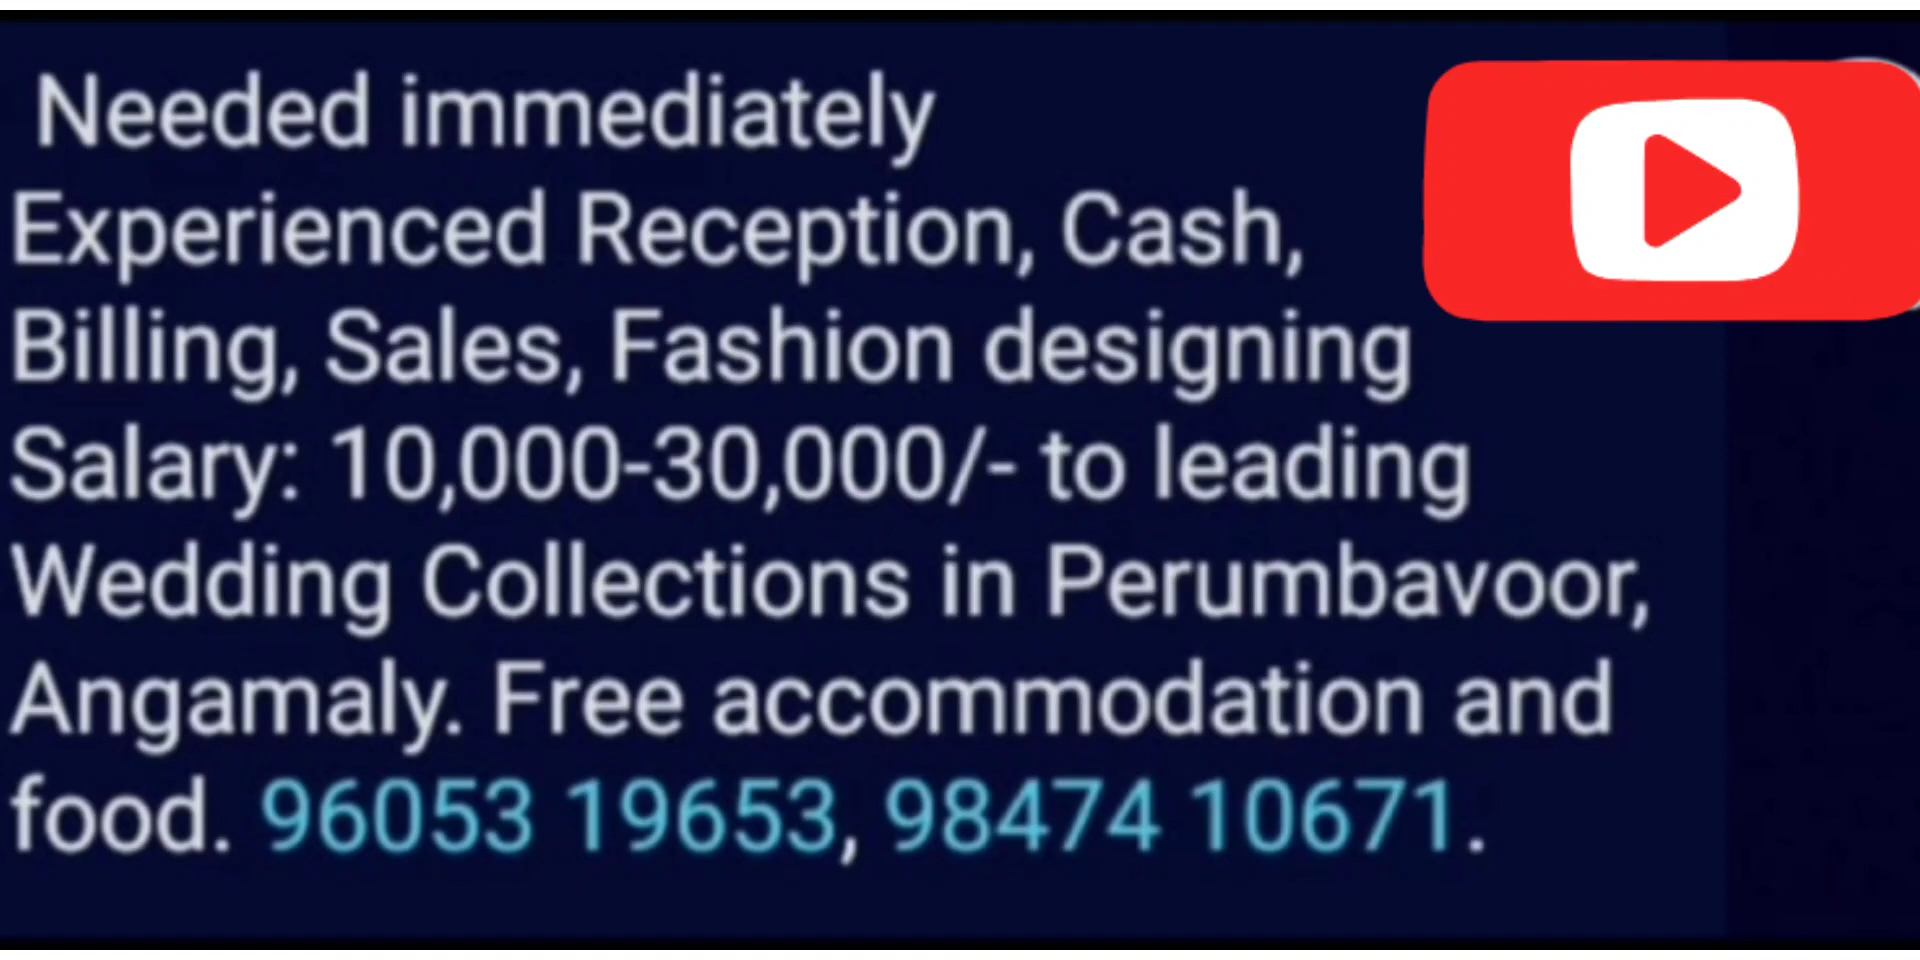 Needed immediately
Experienced Reception, Cash,
Billing, Sales, Fashion designing
Salary: 10,000-30,000/- to leading
Wedding Collections in Perumbavoor,
Angamaly. Free accommodation and
food. 96053 19653, 98474 10671.